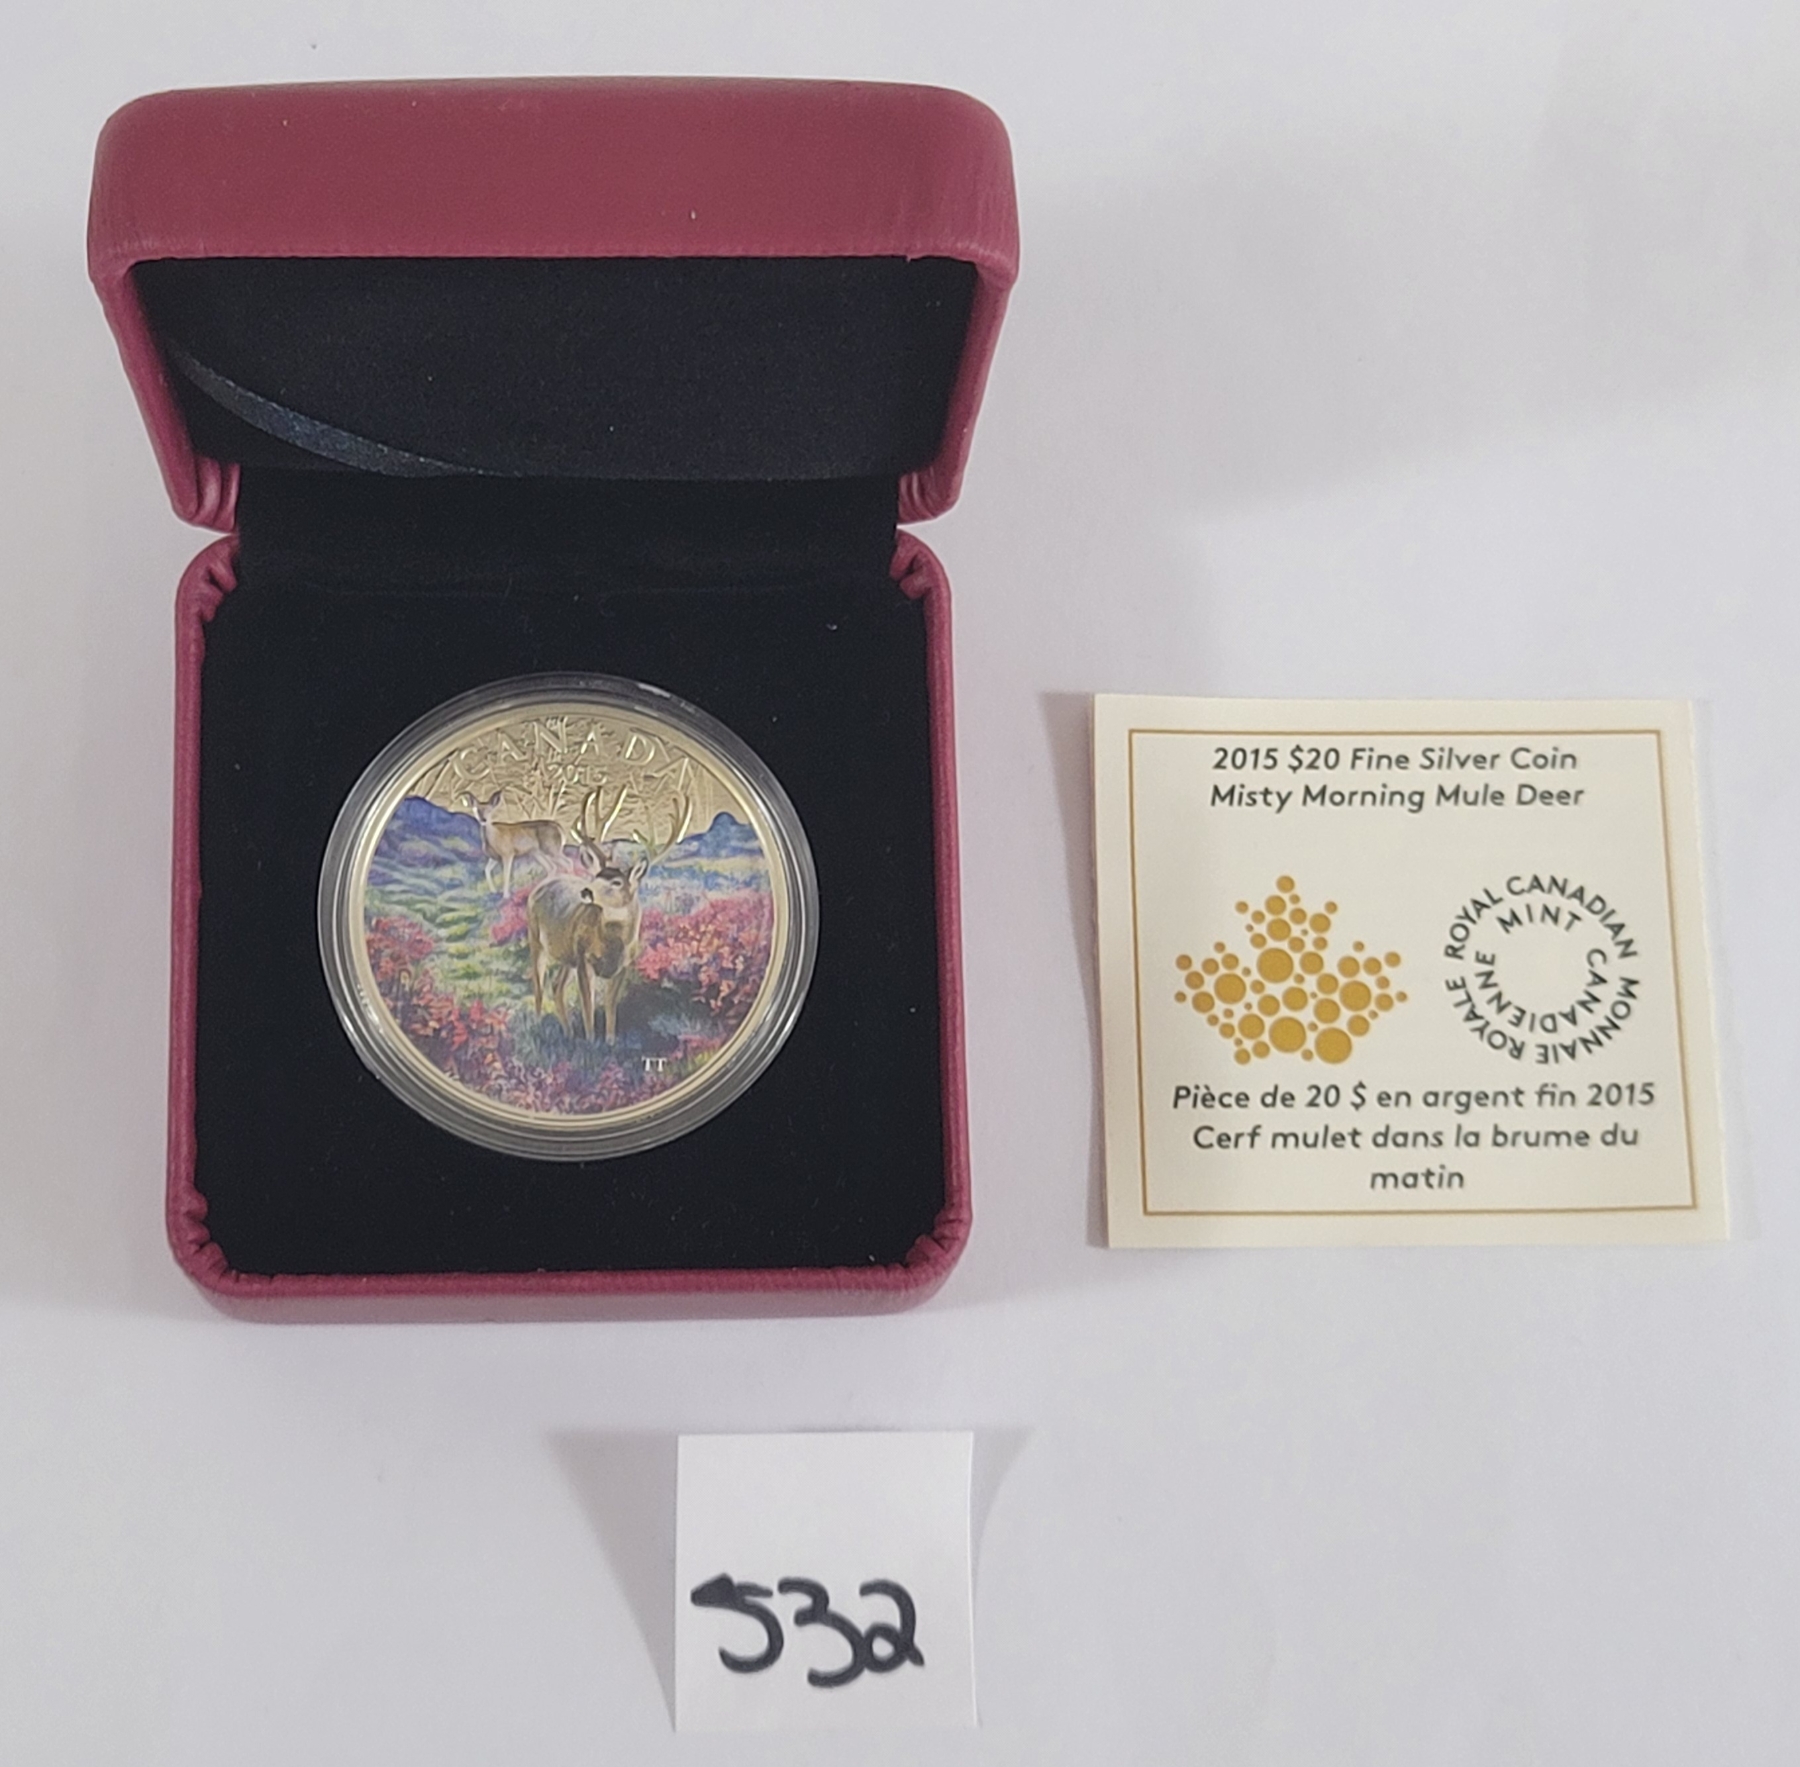 CANADA
2015
TT
2015 $20 Fine Silver Coin
Misty Morning Mule Deer
ROYAL CANADIAN MINT
MONNAIE ROYALE CANADIENNE
Pièce de 20 $ en argent fin 2015
Cerf mulet dans la brume du
matin
532